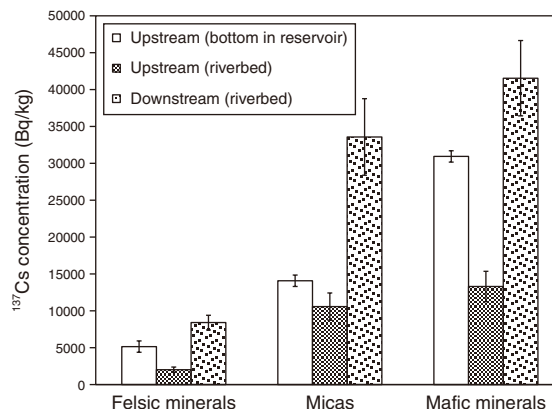 50000
45000
40000
35000
30000
25000
20000
15000
10000
5000
0
¹³⁷Cs concentration (Bq/kg)
Upstream (bottom in reservoir)
Upstream (riverbed)
Downstream (riverbed)
Felsic minerals Micas Mafic minerals